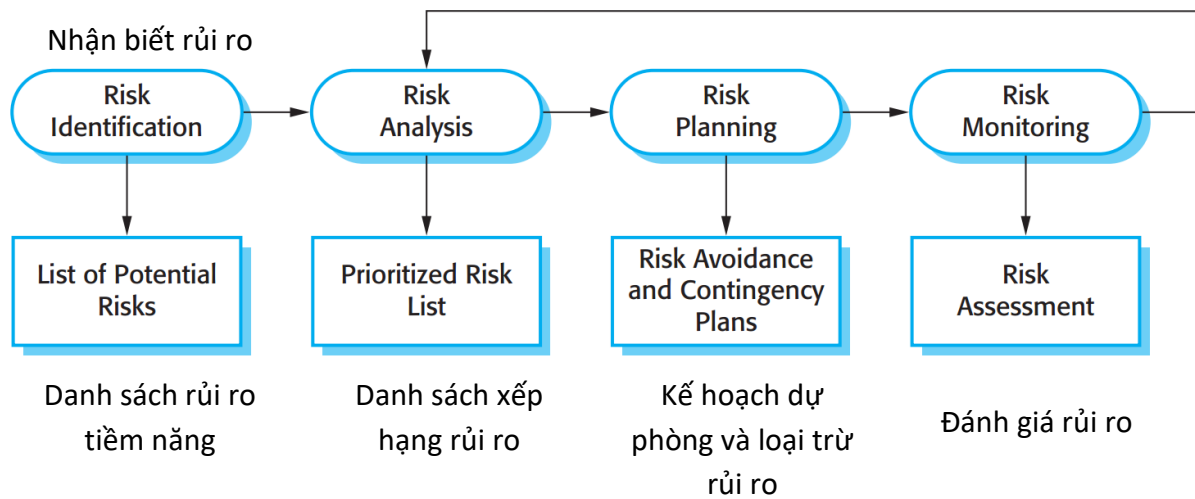 Nhận biết rủi ro
Risk
Identification
Risk
Analysis
Risk
Planning
Risk
Monitoring
List of Potential
Risks
Prioritized Risk
List
Risk Avoidance
and Contingency
Plans
Risk
Assessment
Danh sách rủi ro
tiềm năng
Danh sách xếp
hạng rủi ro
Kế hoạch dự
phòng và loại trừ
rủi ro
Đánh giá rủi ro